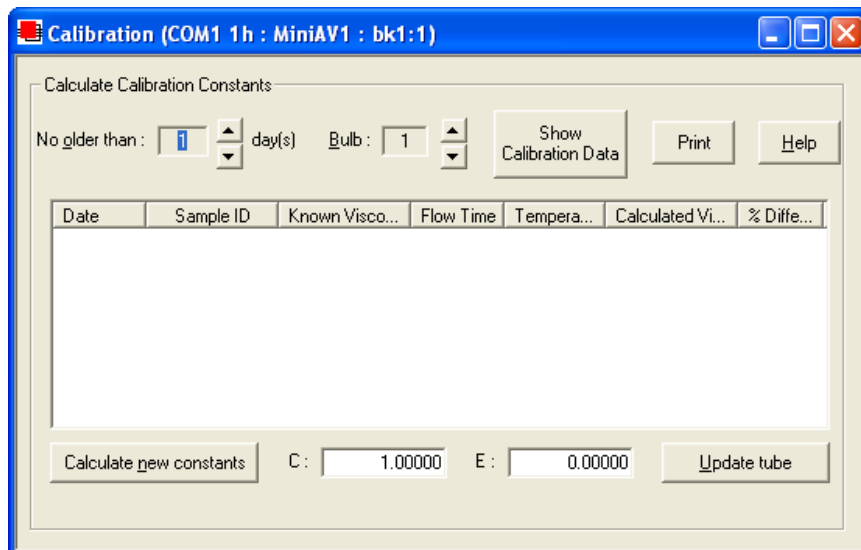 Calibration (COM1 1h : MiniAV1 : bk1:1)
Calculate Calibration Constants
No older than : 1 day(s) Bulb : 1 Show Calibration Data Print Help
Date Sample ID Known Visco... Flow Time Tempera... Calculated Vi... % Diffe...
Calculate new constants C : 1.00000 E : 0.00000 Update tube